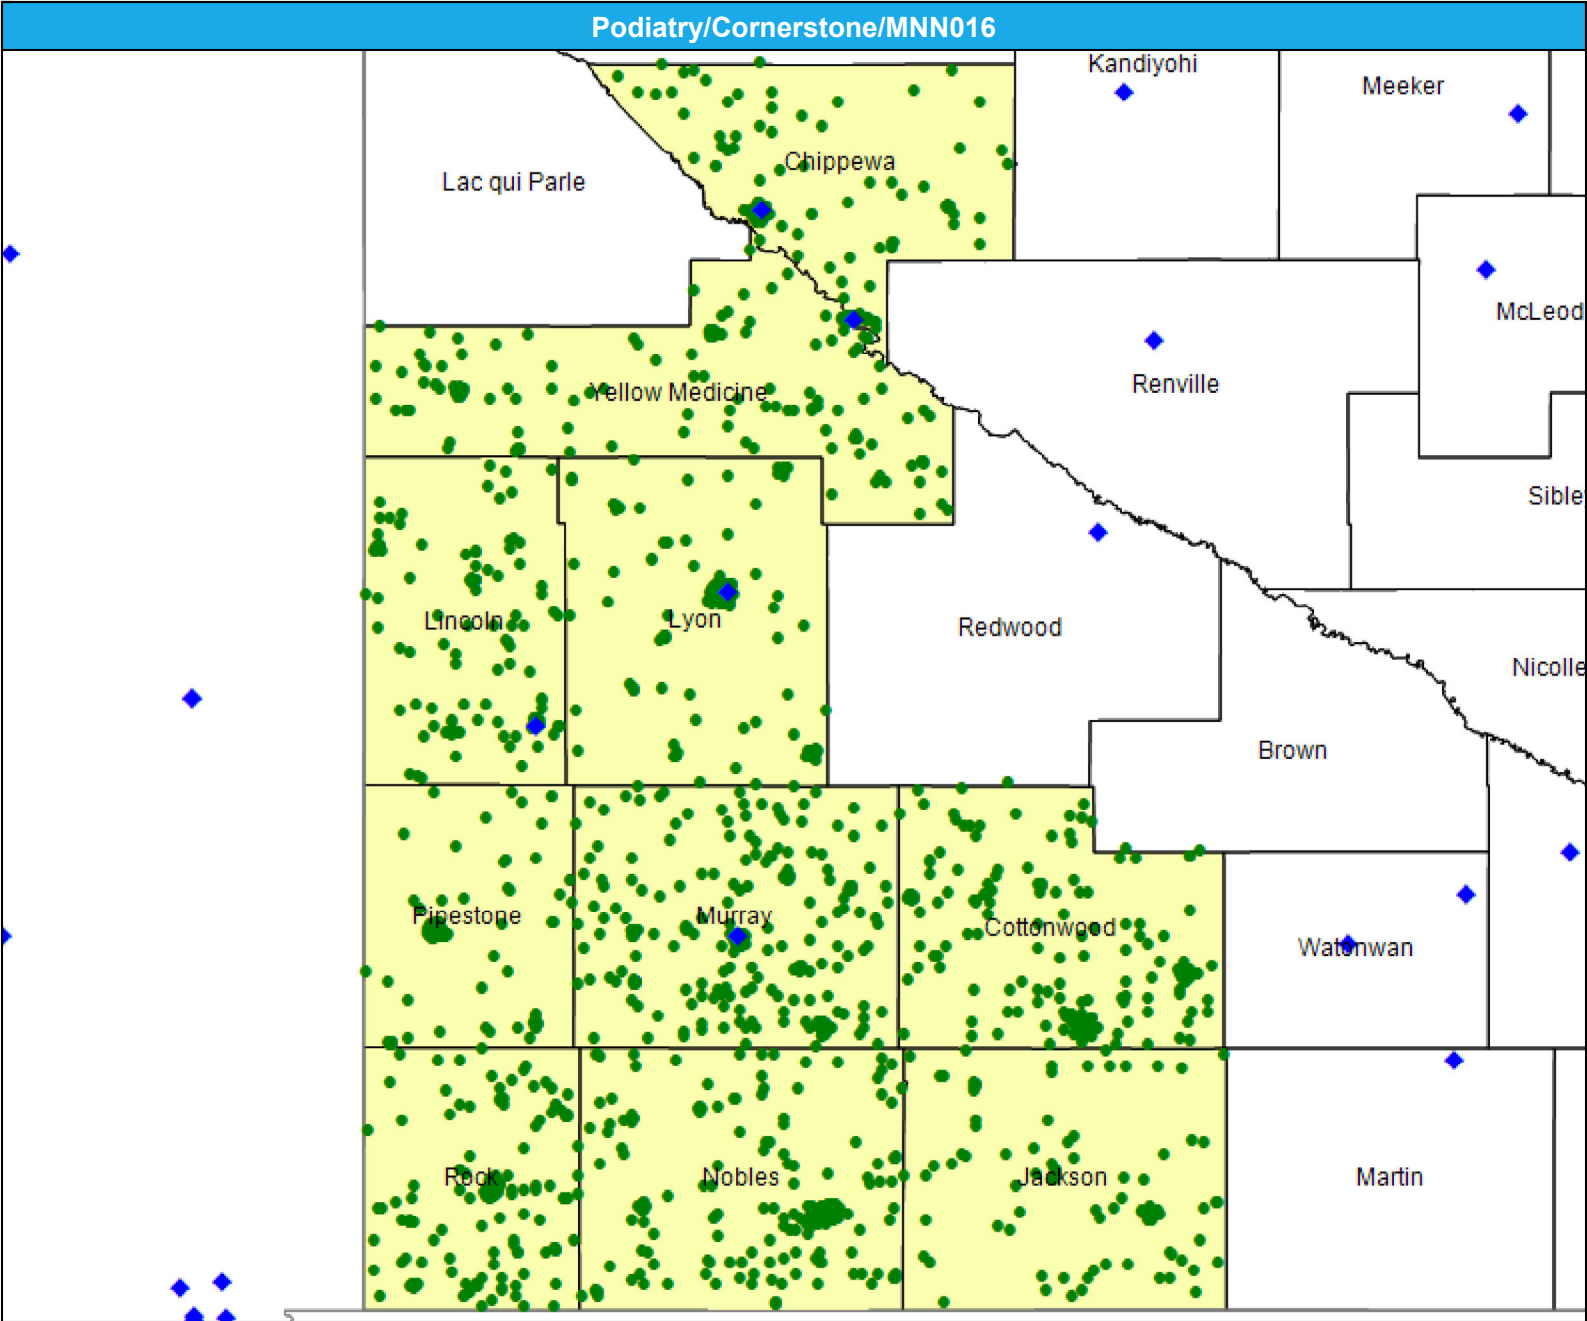 Podiatry/Cornerstone/MNN016
Kandiyohi
Meeker
Chippewa
Lac qui Parle
McLeod
Renville
Yellow Medicine
Sible
Lincoln
Lyon
Redwood
Nicolle
Brown
Pipestone
Murray
Cottonwood
Watonwan
Rock
Nobles
Jackson
Martin